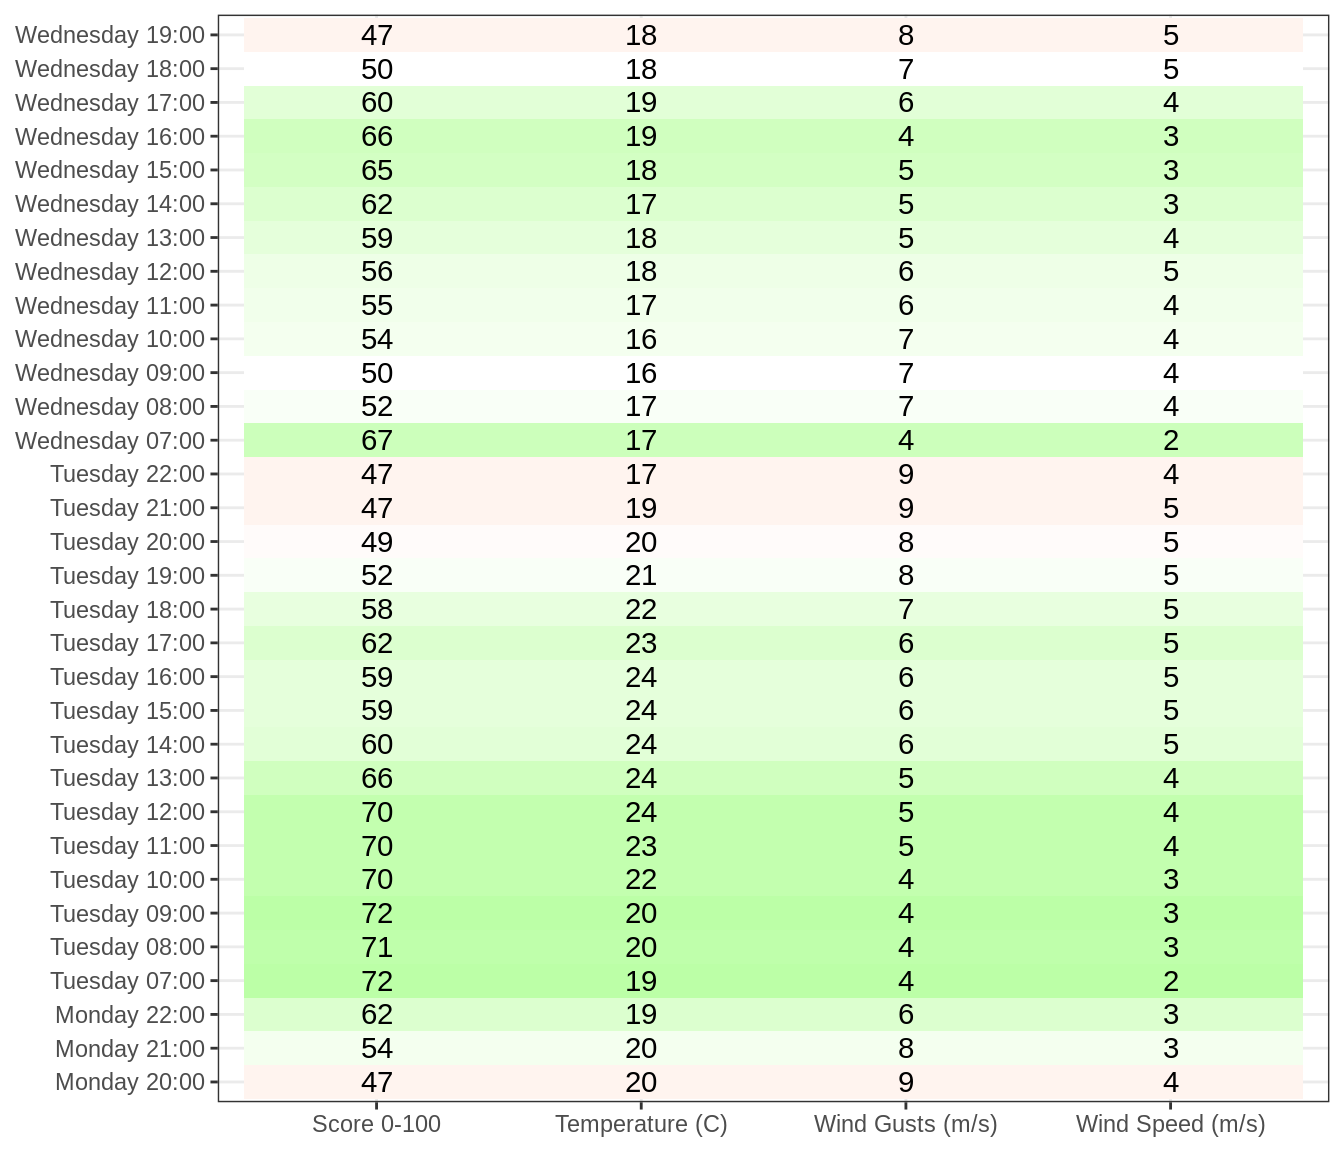 Wednesday 19:00 47 18 8 5
Wednesday 18:00 50 18 7 5
Wednesday 17:00 60 19 6 4
Wednesday 16:00 66 19 4 3
Wednesday 15:00 65 18 5 3
Wednesday 14:00 62 17 5 3
Wednesday 13:00 59 18 5 4
Wednesday 12:00 56 18 6 5
Wednesday 11:00 55 17 6 4
Wednesday 10:00 54 16 7 4
Wednesday 09:00 50 16 7 4
Wednesday 08:00 52 17 7 4
Wednesday 07:00 67 17 4 2
Tuesday 22:00 47 17 9 4
Tuesday 21:00 47 19 9 5
Tuesday 20:00 49 20 8 5
Tuesday 19:00 52 21 8 5
Tuesday 18:00 58 22 7 5
Tuesday 17:00 62 23 6 5
Tuesday 16:00 59 24 6 5
Tuesday 15:00 59 24 6 5
Tuesday 14:00 60 24 6 5
Tuesday 13:00 66 24 5 4
Tuesday 12:00 70 24 5 4
Tuesday 11:00 70 23 5 4
Tuesday 10:00 70 22 4 3
Tuesday 09:00 72 20 4 3
Tuesday 08:00 71 20 4 3
Tuesday 07:00 72 19 4 2
Monday 22:00 62 19 6 3
Monday 21:00 54 20 8 3
Monday 20:00 47 20 9 4
Score 0-100 Temperature (C) Wind Gusts (m/s) Wind Speed (m/s)